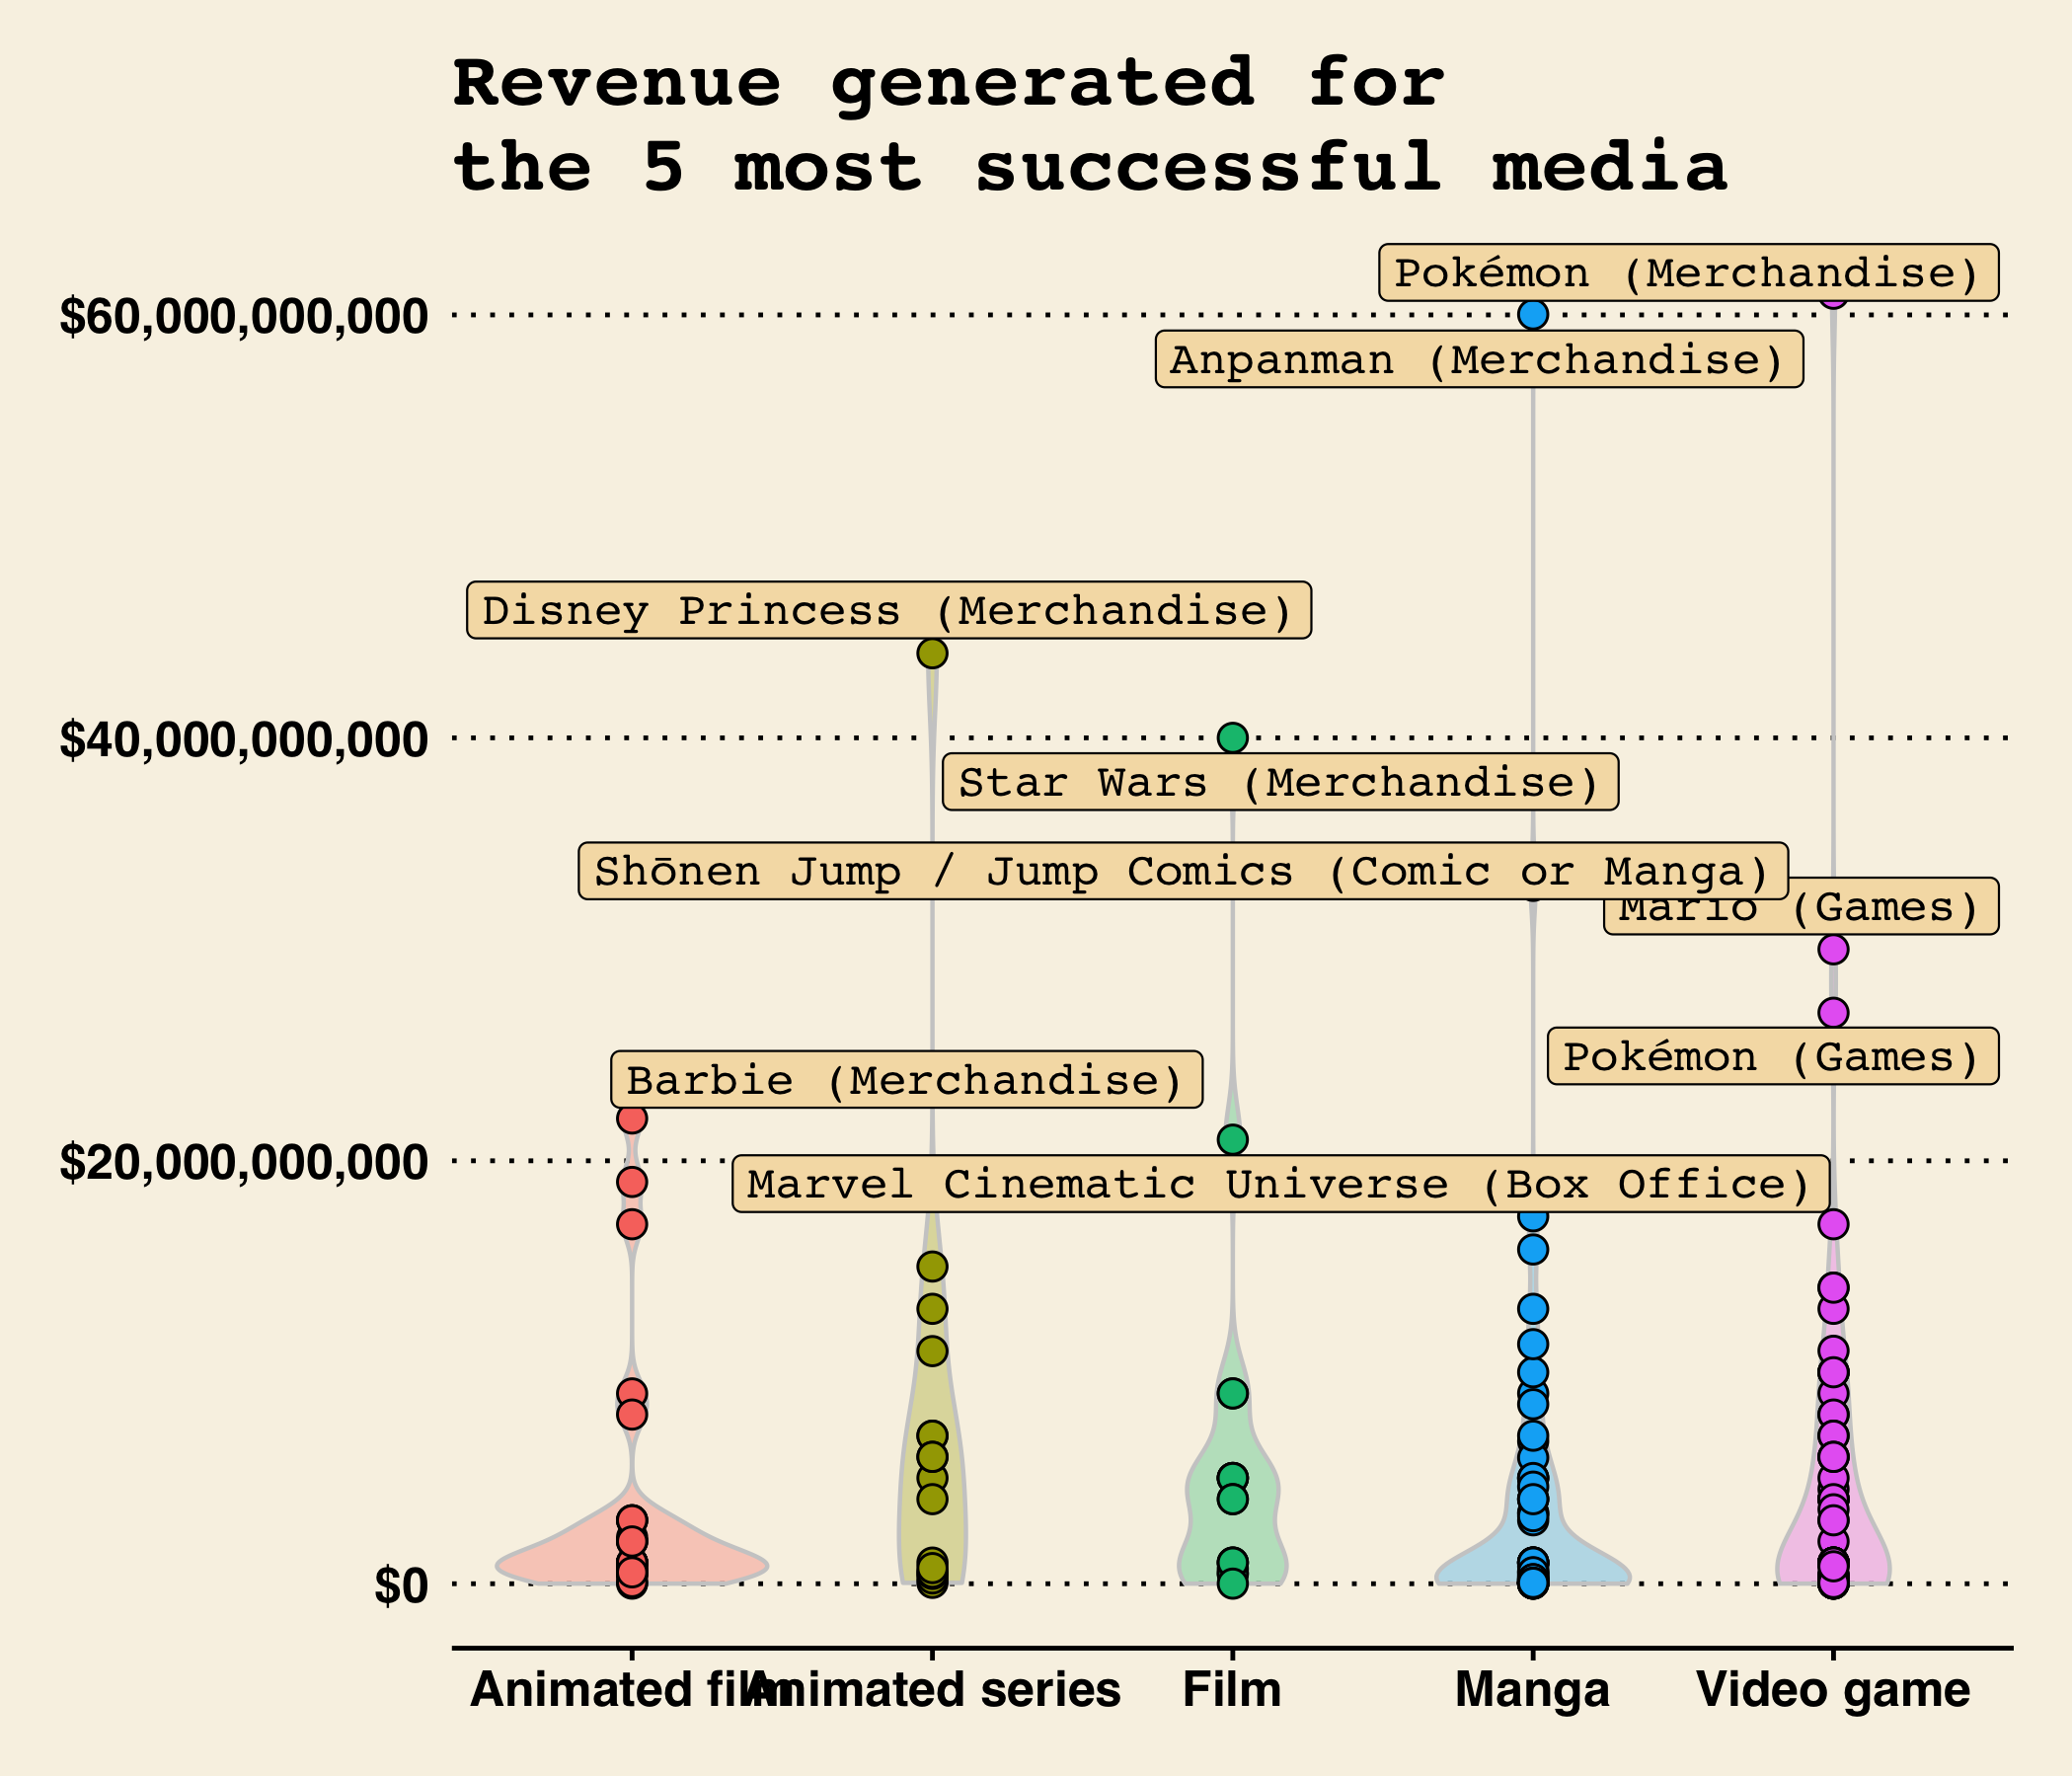 Revenue generated for
the 5 most successful media
Pokémon (Merchandise)
$60,000,000,000
Anpanman (Merchandise)
Disney Princess (Merchandise)
$40,000,000,000
Star Wars (Merchandise)
Shōnen Jump / Jump Comics (Comic or Manga)
Mario (Games)
Pokémon (Games)
Barbie (Merchandise)
$20,000,000,000
Marvel Cinematic Universe (Box Office)
$0
Animated film
Animated series
Film
Manga
Video game